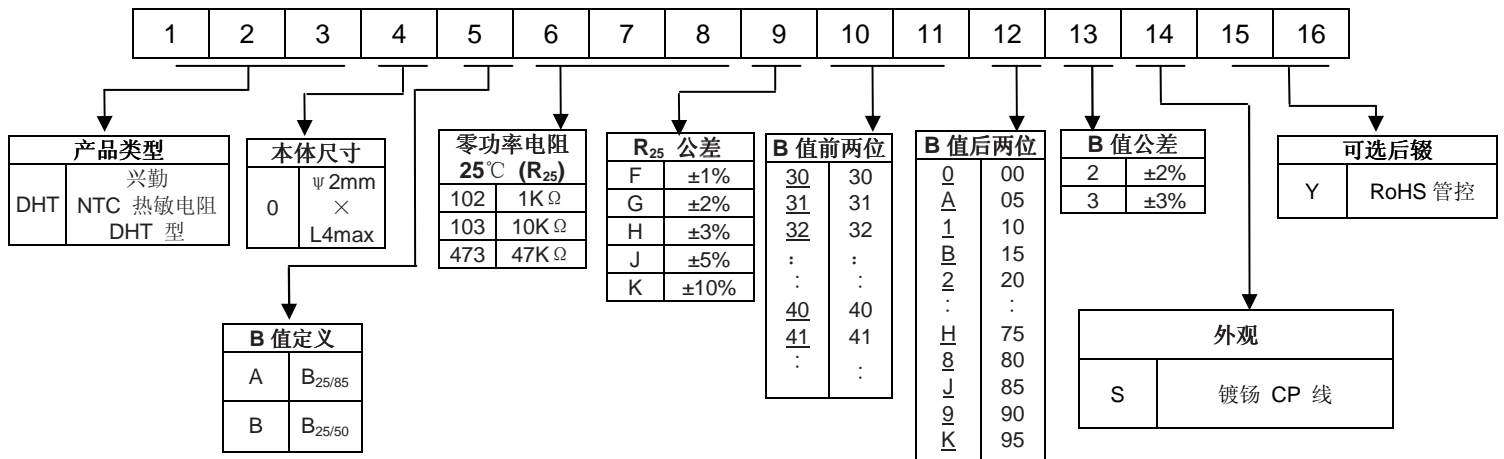 1 2 3 4 5 6 7 8 9 10 11 12 13 14 15 16
产品类型
DHT
兴勤
NTC 热敏电阻
DHT 型
本体尺寸
0
ψ2mm
×
L4max
B 值定义
A B25/85
B B25/50
零功率电阻
25℃ (R25)
102 1KΩ
103 10KΩ
473 47KΩ
R25 公差
F ±1%
G ±2%
H ±3%
J ±5%
K ±10%
B 值前两位
30 30
31 31
32 32
: :
: :
40 40
41 41
: :
B 值后两位
0 00
A 05
1 10
B 15
2 20
: :
H 75
8 80
J 85
9 90
K 95
B 值公差
2 ±2%
3 ±3%
外观
S 镀钖 CP 线
可选后辍
Y RoHS 管控